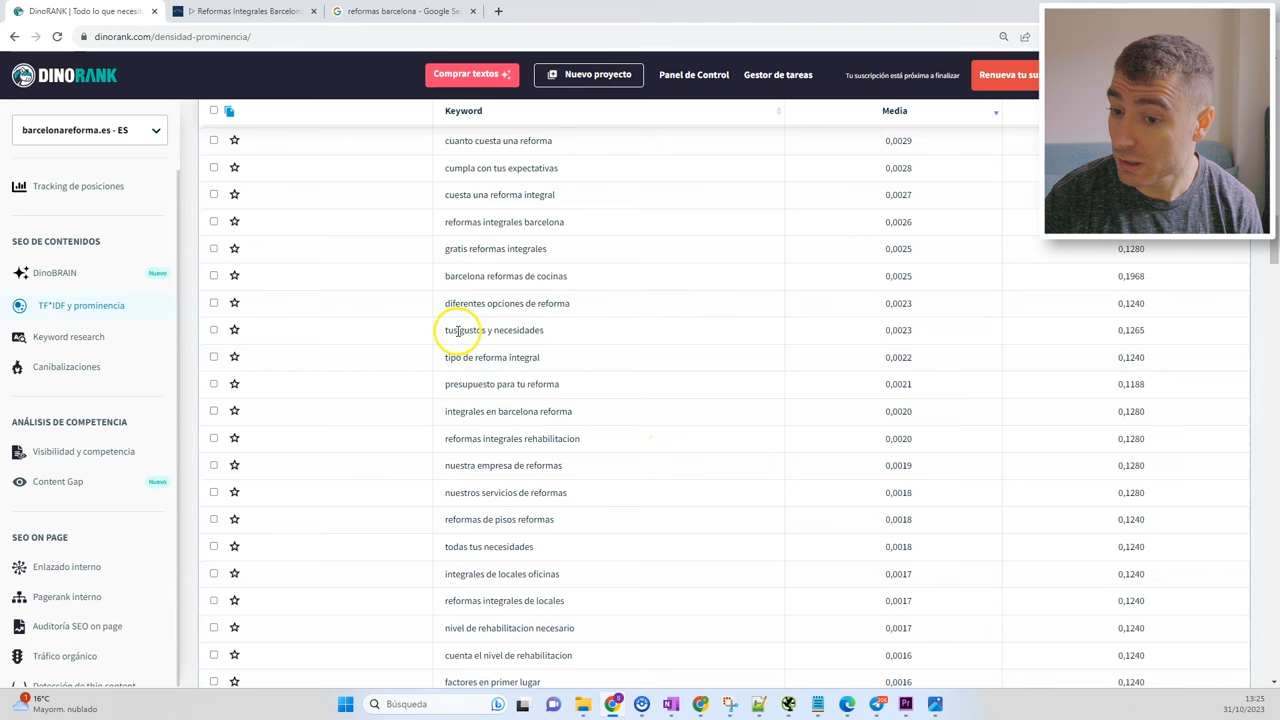 DinoRANK | Todo lo que necesit
Reformas Integrales Barcelon
reformas barcelona - Google Se
dinorank.com/densidad-prominencia/
DINORANK
Comprar textos
Nuevo proyecto
Panel de Control
Gestor de tareas
Tu suscripción está próxima a finalizar
Renueva tu su
barcelonareforma.es - ES
Tracking de posiciones
SEO DE CONTENIDOS
DinoBRAIN
Nuevo
TF*IDF y prominencia
Keyword research
Canibalizaciones
ANÁLISIS DE COMPETENCIA
Visibilidad y competencia
Content Gap
Nuevo
SEO ON PAGE
Enlazado interno
Pagerank interno
Auditoría SEO on page
Tráfico orgánico
Detección de thin content
Keyword Media
cuanto cuesta una reforma 0,0029
cumpla con tus expectativas 0,0028
cuesta una reforma integral 0,0027
reformas integrales barcelona 0,0026
gratis reformas integrales 0,0025 0,1280
barcelona reformas de cocinas 0,0025 0,1968
diferentes opciones de reforma 0,0023 0,1240
tus gustos y necesidades 0,0023 0,1265
tipo de reforma integral 0,0022 0,1240
presupuesto para tu reforma 0,0021 0,1188
integrales en barcelona reforma 0,0020 0,1280
reformas integrales rehabilitacion 0,0020 0,1280
nuestra empresa de reformas 0,0019 0,1280
nuestros servicios de reformas 0,0018 0,1280
reformas de pisos reformas 0,0018 0,1240
todas tus necesidades 0,0018 0,1240
integrales de locales oficinas 0,0017 0,1240
reformas integrales de locales 0,0017 0,1240
nivel de rehabilitacion necesario 0,0017 0,1240
cuenta el nivel de rehabilitacion 0,0016 0,1240
factores en primer lugar 0,0016 0,1240
16°C
Mayorm. nublado
Búsqueda
13:25
31/10/2023